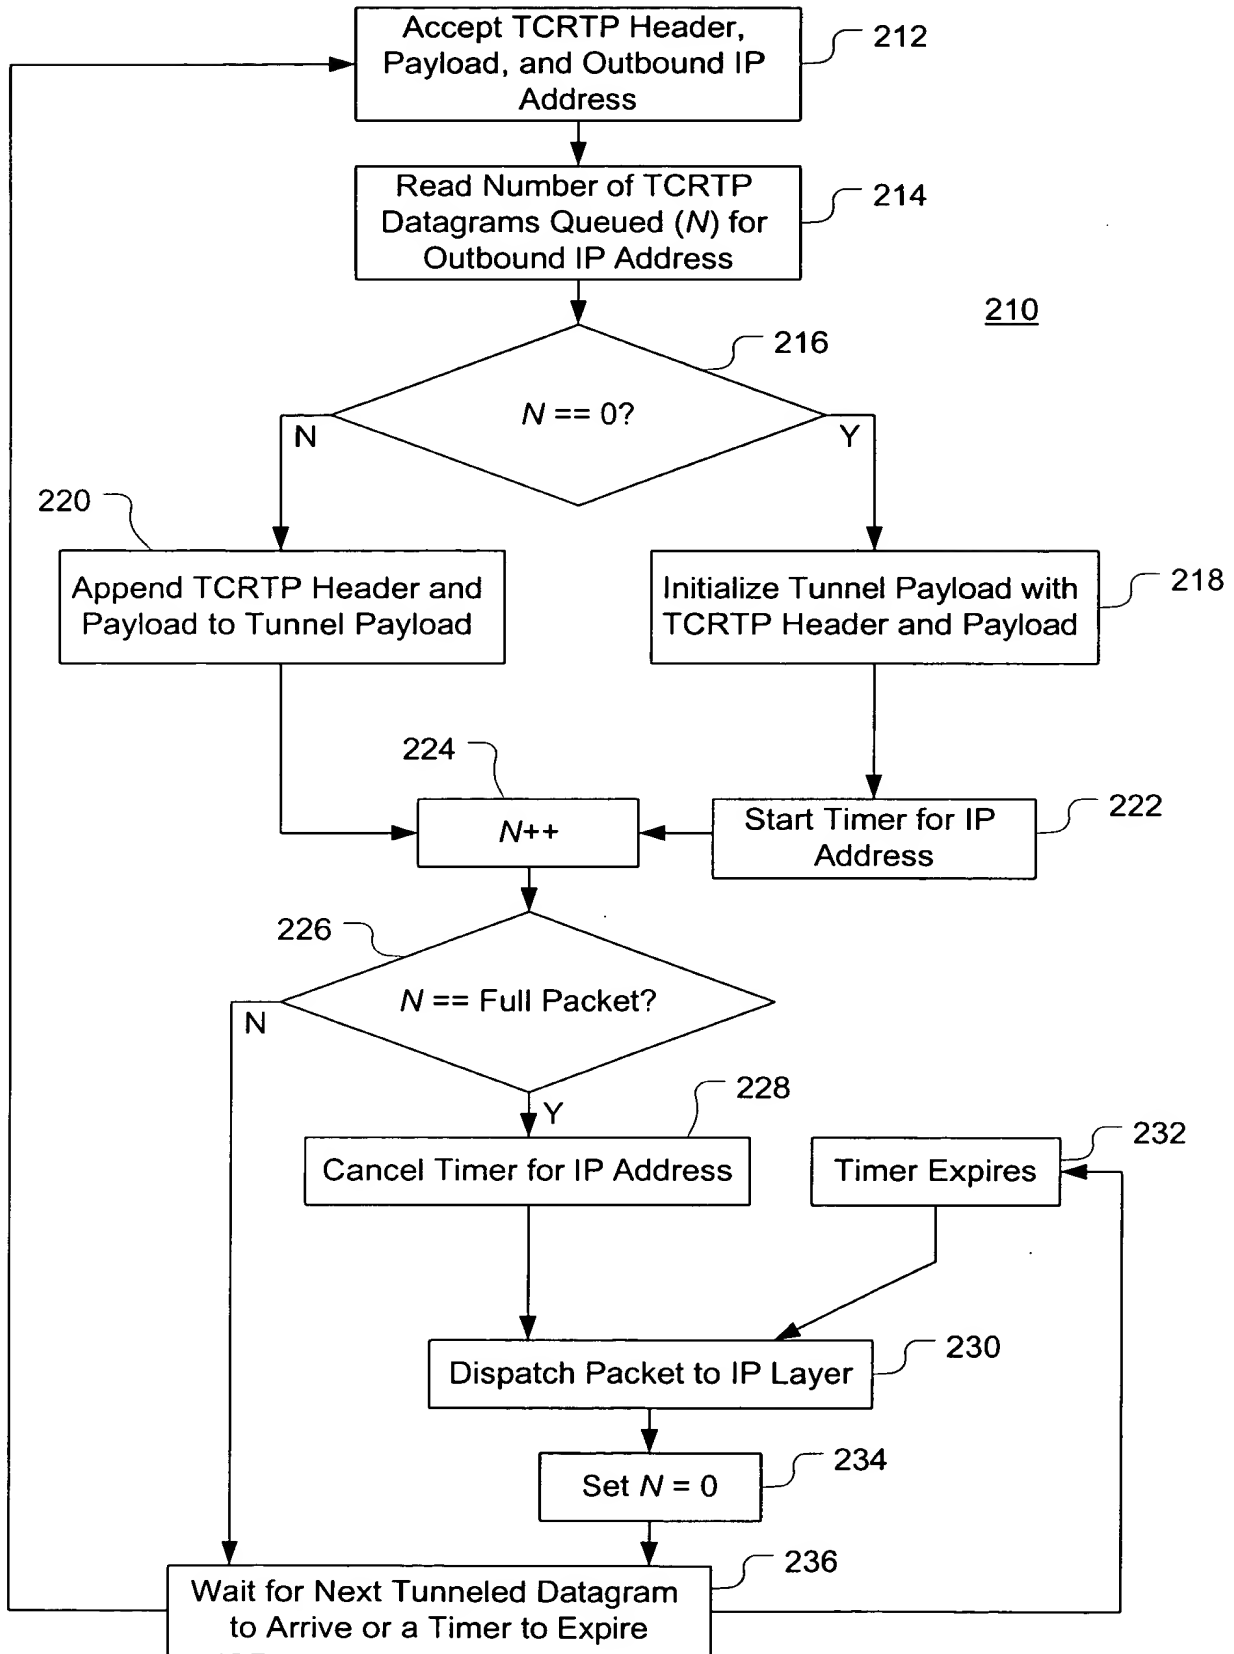 Accept TCRTP Header,
Payload, and Outbound IP
Address
212
Read Number of TCRTP
Datagrams Queued (N) for
Outbound IP Address
214
210
216
N == 0?
N
Y
220
Append TCRTP Header and
Payload to Tunnel Payload
Initialize Tunnel Payload with
TCRTP Header and Payload
218
224
N++
Start Timer for IP
Address
222
226
N == Full Packet?
N
Y
228
Cancel Timer for IP Address
232
Timer Expires
Dispatch Packet to IP Layer
230
Set N = 0
234
236
Wait for Next Tunneled Datagram
to Arrive or a Timer to Expire